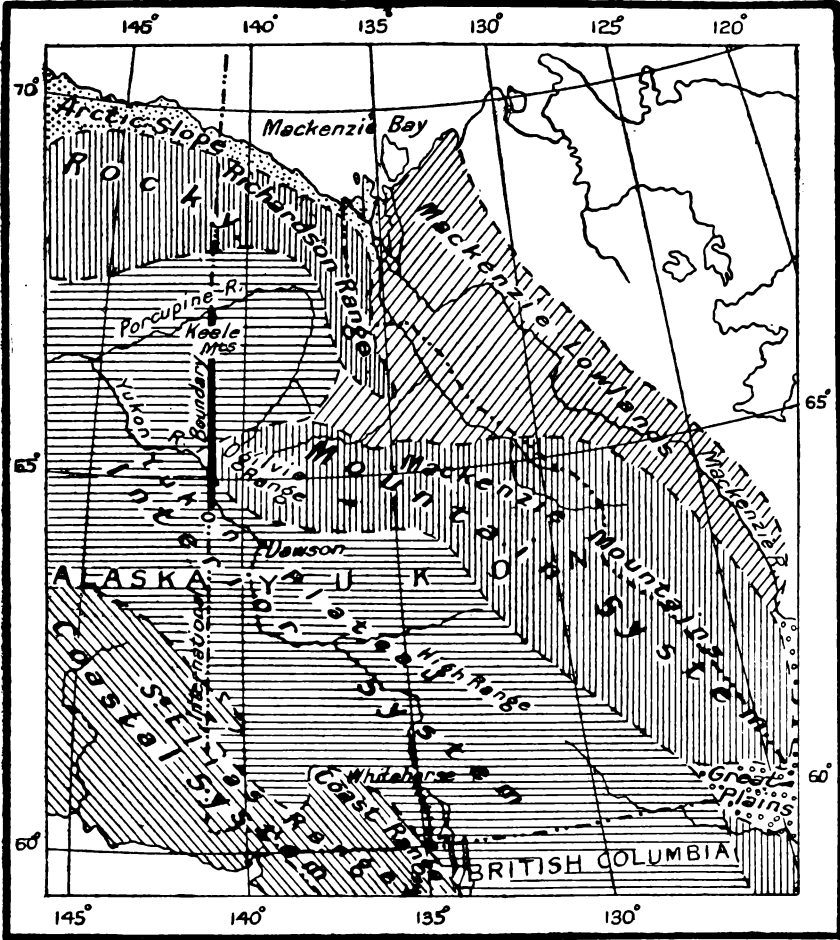 145° 140° 135° 130° 125° 120°
70°
Mackenzie Bay
Arctic Slope
Rocky
Richardson Range
Mackenzie Lowlands
Porcupine R.
Keele
Mts
Yukon R.
Boundary
65°
65°
Ogilvie
Range
Mountain System
Mackenzie Mountains
Mackenzie R.
Yukon Plateau
Interior System
Dawson
ALASKA
YUKON
International
High Range
Coastal System
St Elias Range
Whitehorse
Coast Range
Great
Plains
60°
60°
BRITISH COLUMBIA
145° 140° 135° 130°